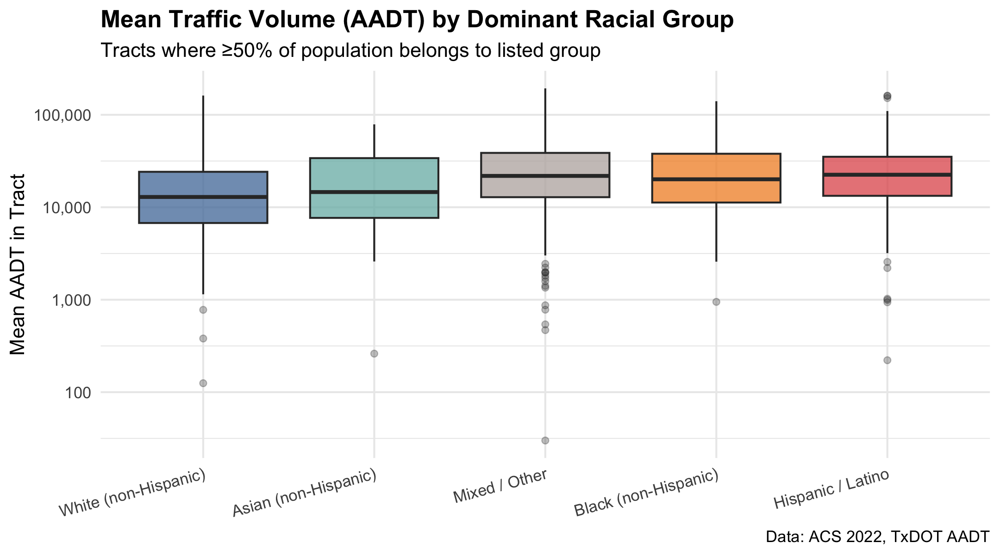 Mean Traffic Volume (AADT) by Dominant Racial Group
Tracts where ≥50% of population belongs to listed group
Mean AADT in Tract
100,000
10,000
1,000
100
White (non-Hispanic)
Asian (non-Hispanic)
Mixed / Other
Black (non-Hispanic)
Hispanic / Latino
Data: ACS 2022, TxDOT AADT